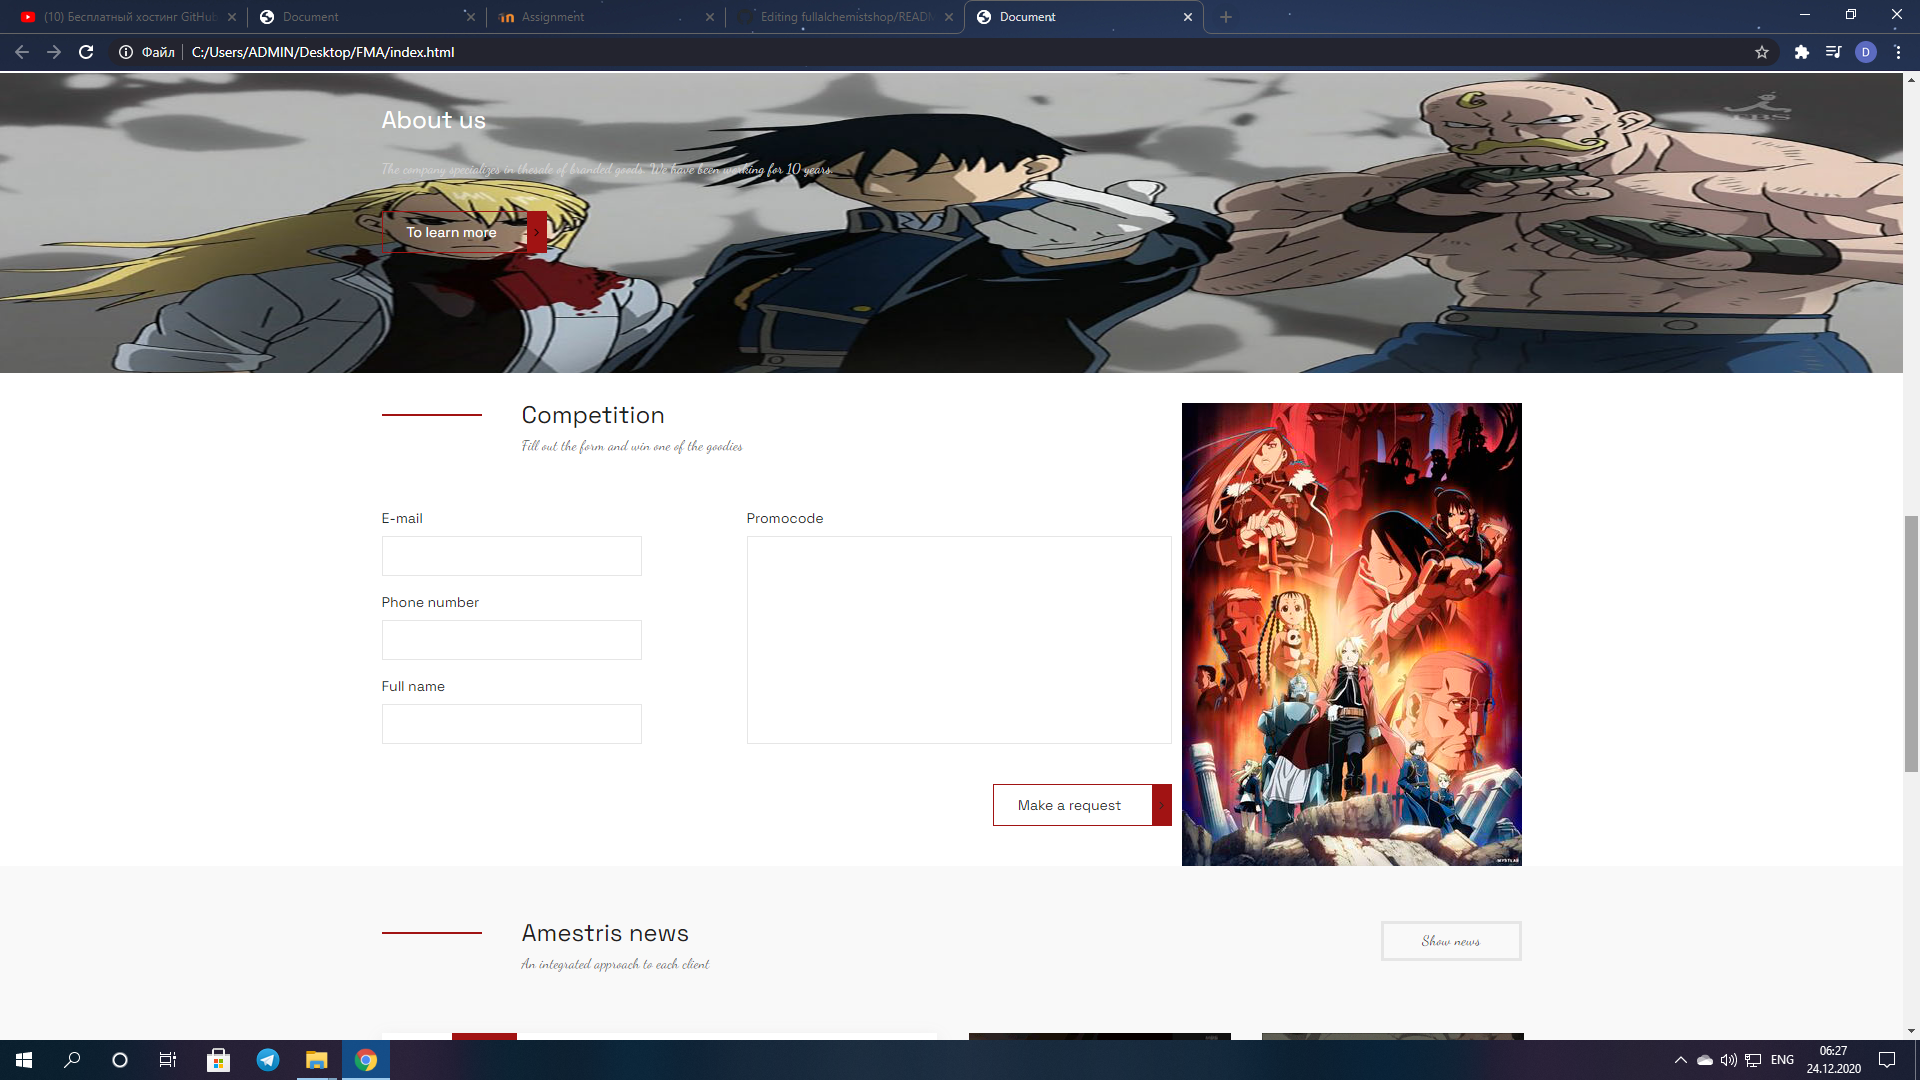 (10) Бесплатный хостинг GitHub
Document
Assignment
Editing fullalchemistshop/READM
Document
Файл
C:/Users/ADMIN/Desktop/FMA/index.html
D
About us
The company specializes in thesale of branded goods. We have been working for 10 years.
To learn more
Competition
Fill out the form and win one of the goodies
E-mail
Promocode
Phone number
Full name
Make a request
Amestris news
An integrated approach to each client
Show news
ENG
06:27
24.12.2020